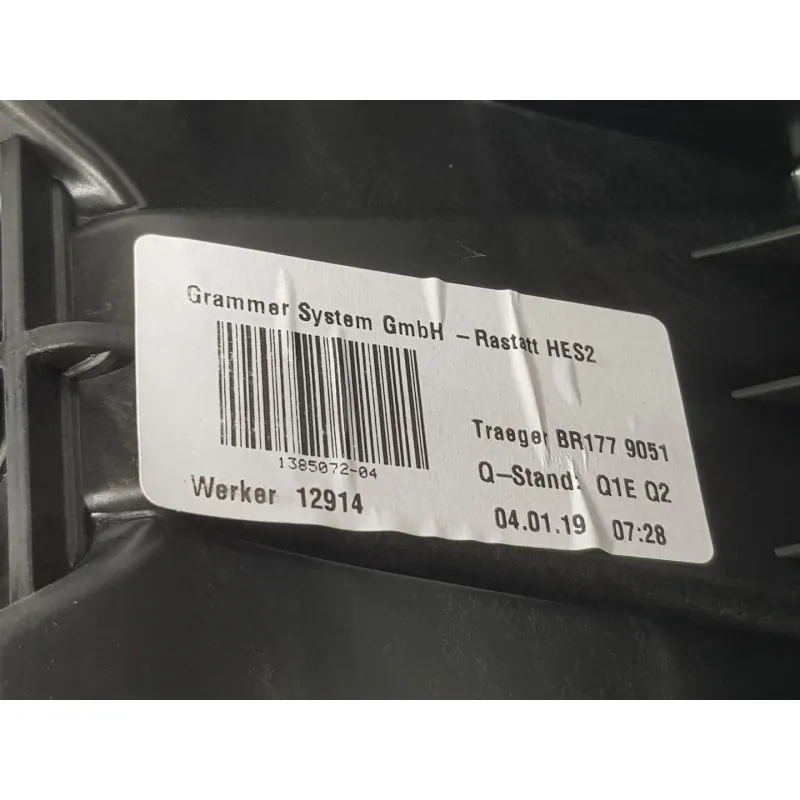 Grammer System GmbH - Rastatt HES2
1385072-04
Traeger BR177 9051
Werker 12914
Q-Stand: Q1E Q2
04.01.19 07:28